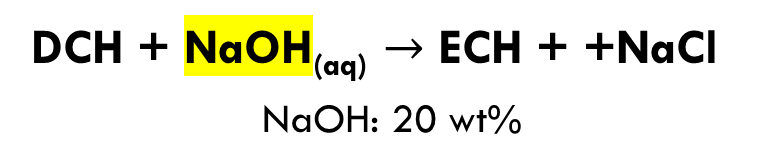 DCH + NaOH(aq) → ECH + +NaCl
NaOH: 20 wt%